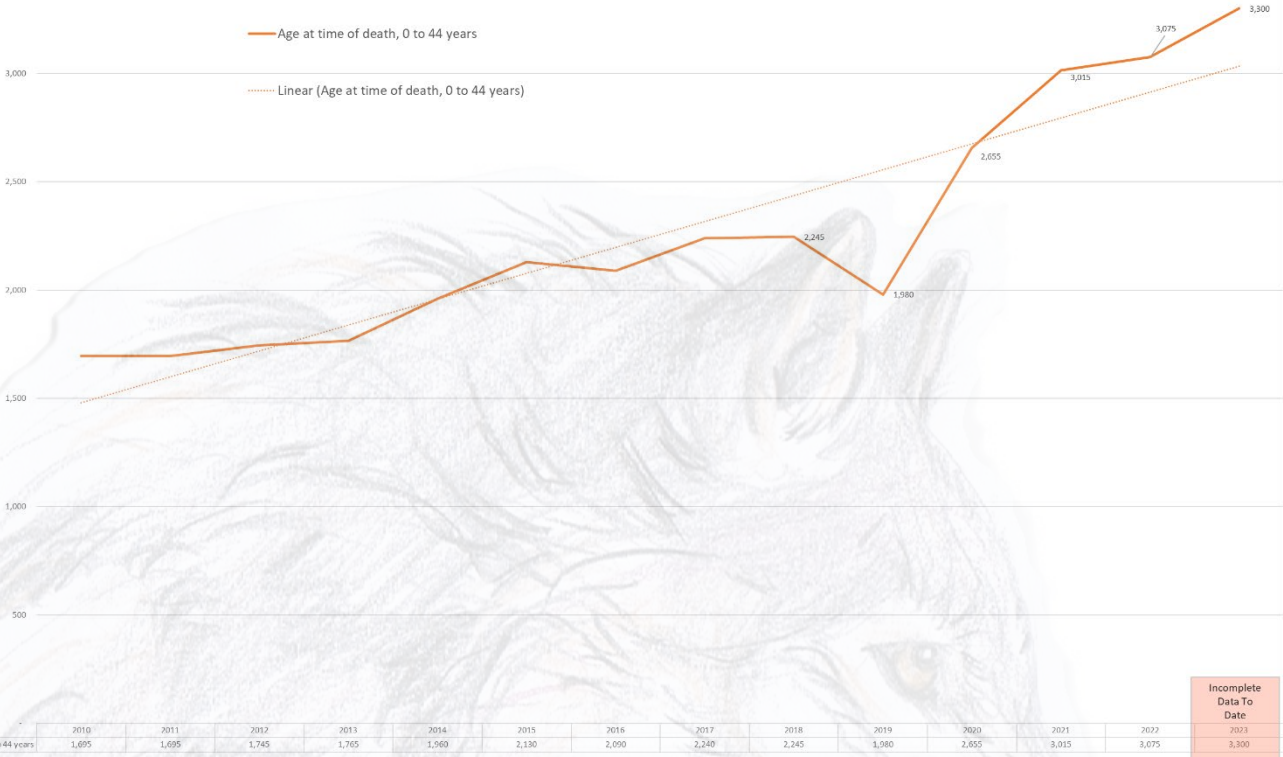 3,300
Age at time of death, 0 to 44 years
3,075
3,000
3,015
Linear (Age at time of death, 0 to 44 years)
2,655
2,500
2,245
2,000
1,980
1,500
1,000
500
Incomplete
Data To
Date
-
2010 2011 2012 2013 2014 2015 2016 2017 2018 2019 2020 2021 2022 2023
44 years 1,695 1,695 1,745 1,765 1,960 2,130 2,090 2,240 2,245 1,980 2,655 3,015 3,075 3,300